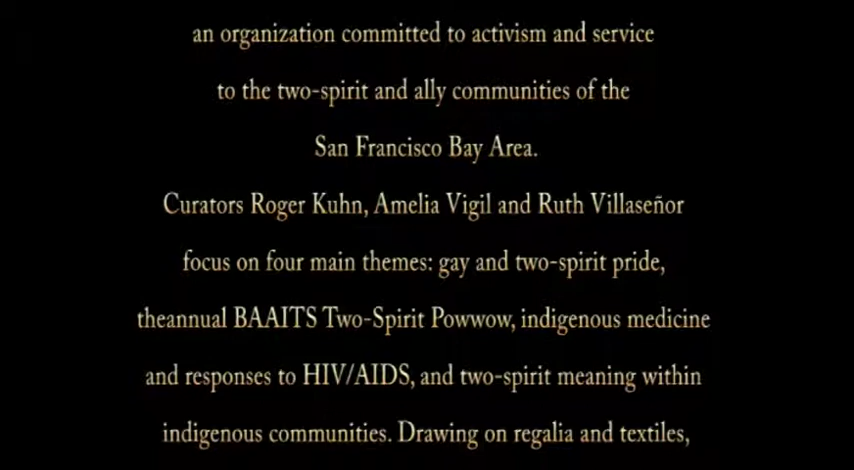 an organization committed to activism and service
to the two-spirit and ally communities of the
San Francisco Bay Area.
Curators Roger Kuhn, Amelia Vigil and Ruth Villaseñor
focus on four main themes: gay and two-spirit pride,
theannual BAAITS Two-Spirit Powwow, indigenous medicine
and responses to HIV/AIDS, and two-spirit meaning within
indigenous communities. Drawing on regalia and textiles,